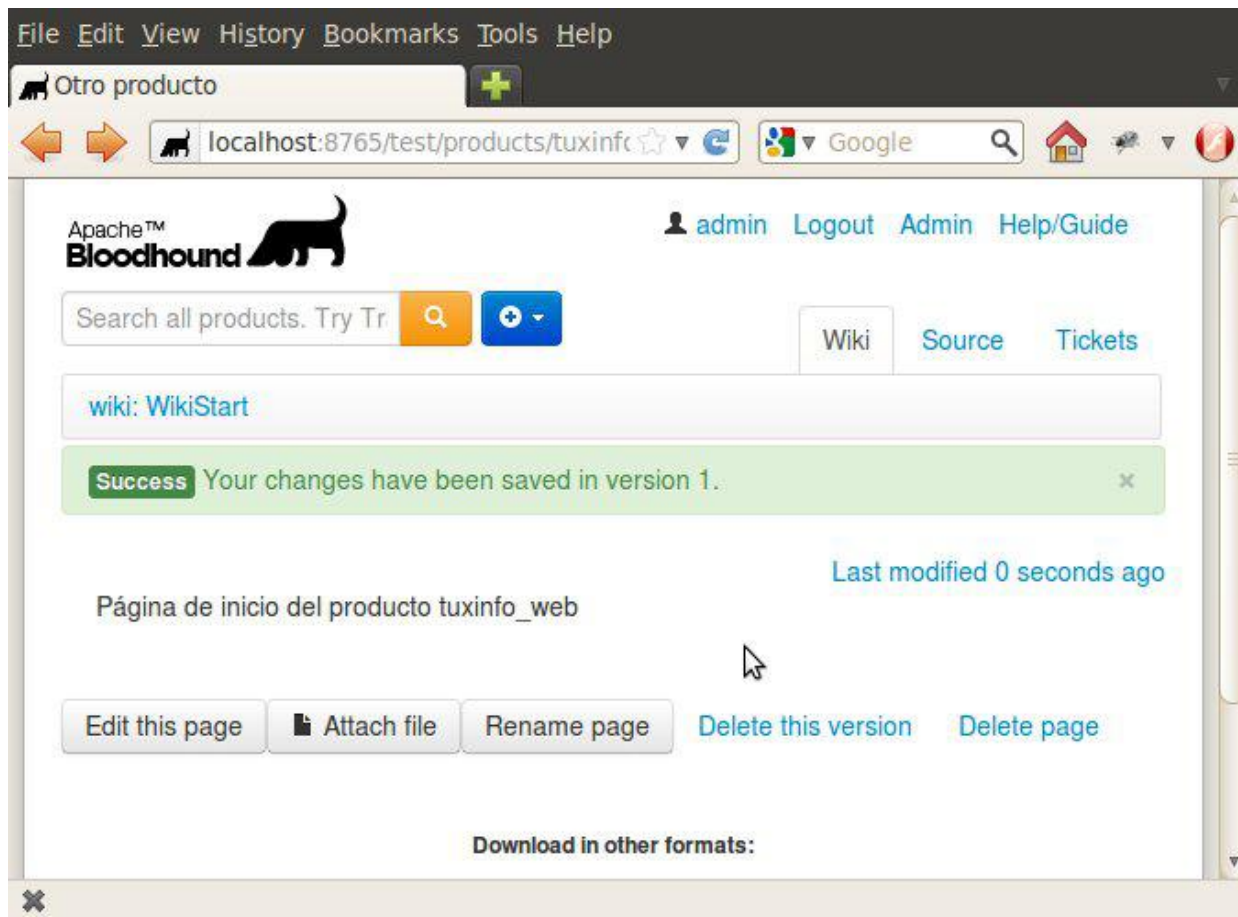 File Edit View History Bookmarks Tools Help
Otro producto
localhost:8765/test/products/tuxinfo
Google
Apache™
Bloodhound
admin Logout Admin Help/Guide
Search all products. Try Tr
Wiki Source Tickets
wiki: WikiStart
Success Your changes have been saved in version 1.
Last modified 0 seconds ago
Página de inicio del producto tuxinfo_web
Edit this page Attach file Rename page Delete this version Delete page
Download in other formats: